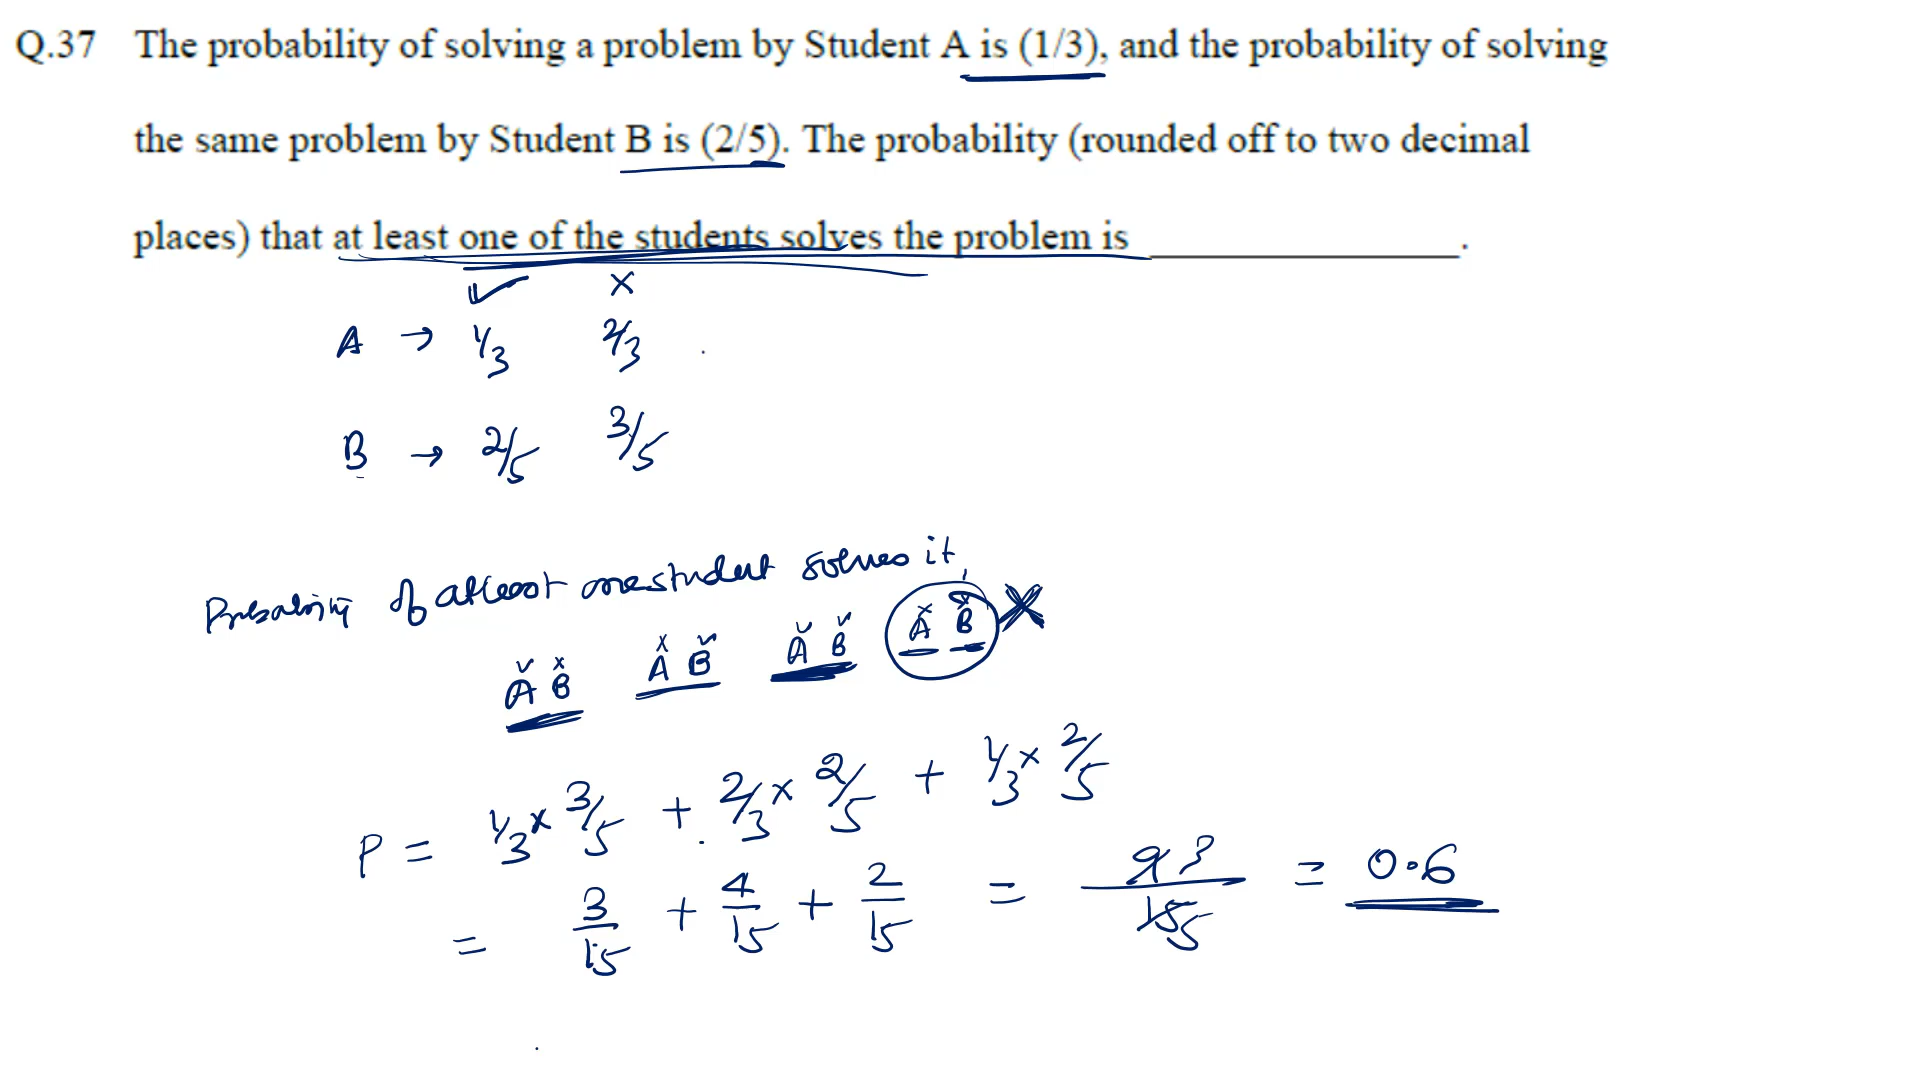 Q.37 The probability of solving a problem by Student A is (1/3), and the probability of solving
the same problem by Student B is (2/5). The probability (rounded off to two decimal
places) that at least one of the students solves the problem is ____________.
✓ x
A → 1/3 2/3
B → 2/5 3/5
Probability of atleast one student solves it,
✓ x x ✓ ✓ ✓ x x
A B A B A B A B X
P = 1/3 x 3/5 + 2/3 x 2/5 + 1/3 x 2/5
= 3/15 + 4/15 + 2/15 = 9 3/15 5 = 0.6